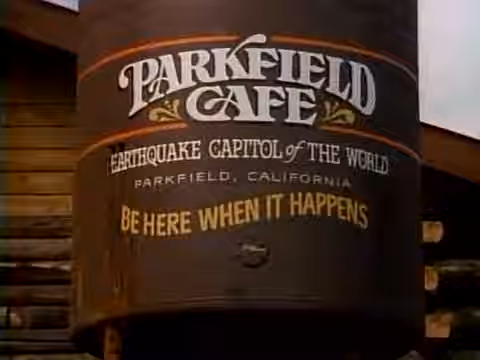 PARKFIELD
CAFE
EARTHQUAKE CAPITOL of THE WORLD
PARKFIELD, CALIFORNIA
BE HERE WHEN IT HAPPENS